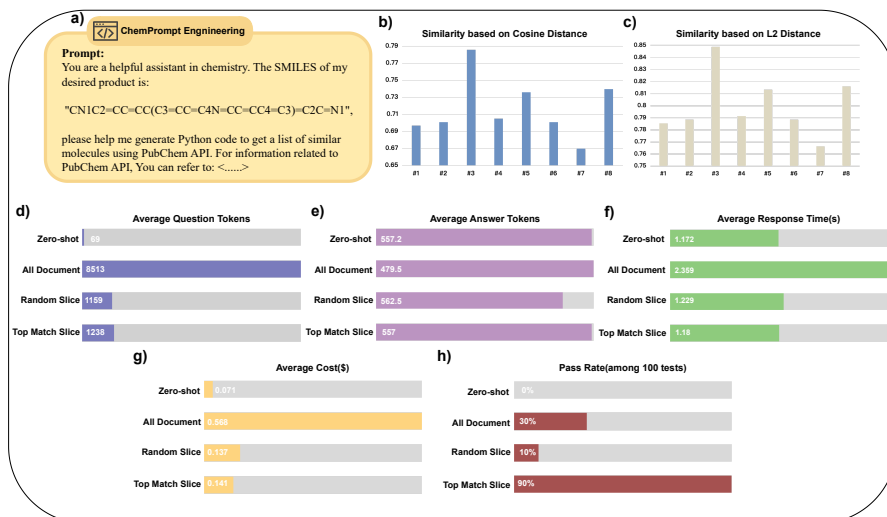 a)
ChemPrompt Engnineering
Prompt:
You are a helpful assistant in chemistry. The SMILES of my
desired product is:
"CN1C2=CC=CC(C3=CC=C4N=CC=CC4=C3)=C2C=N1",
please help me generate Python code to get a list of similar
molecules using PubChem API. For information related to
PubChem API, You can refer to: <......>
b)
Similarity based on Cosine Distance
0.79
0.77
0.75
0.73
0.71
0.69
0.67
0.65
#1 #2 #3 #4 #5 #6 #7 #8
c)
Similarity based on L2 Distance
0.85
0.84
0.83
0.82
0.81
0.8
0.79
0.78
0.77
0.76
0.75
#1 #2 #3 #4 #5 #6 #7 #8
d)
Average Question Tokens
Zero-shot 69
All Document 8513
Random Slice 1159
Top Match Slice 1238
e)
Average Answer Tokens
Zero-shot 557.2
All Document 479.5
Random Slice 562.5
Top Match Slice 557
f)
Average Response Time(s)
Zero-shot 1.172
All Document 2.359
Random Slice 1.229
Top Match Slice 1.18
g)
Average Cost($)
Zero-shot 0.071
All Document 0.568
Random Slice 0.137
Top Match Slice 0.141
h)
Pass Rate(among 100 tests)
Zero-shot 0%
All Document 30%
Random Slice 10%
Top Match Slice 90%